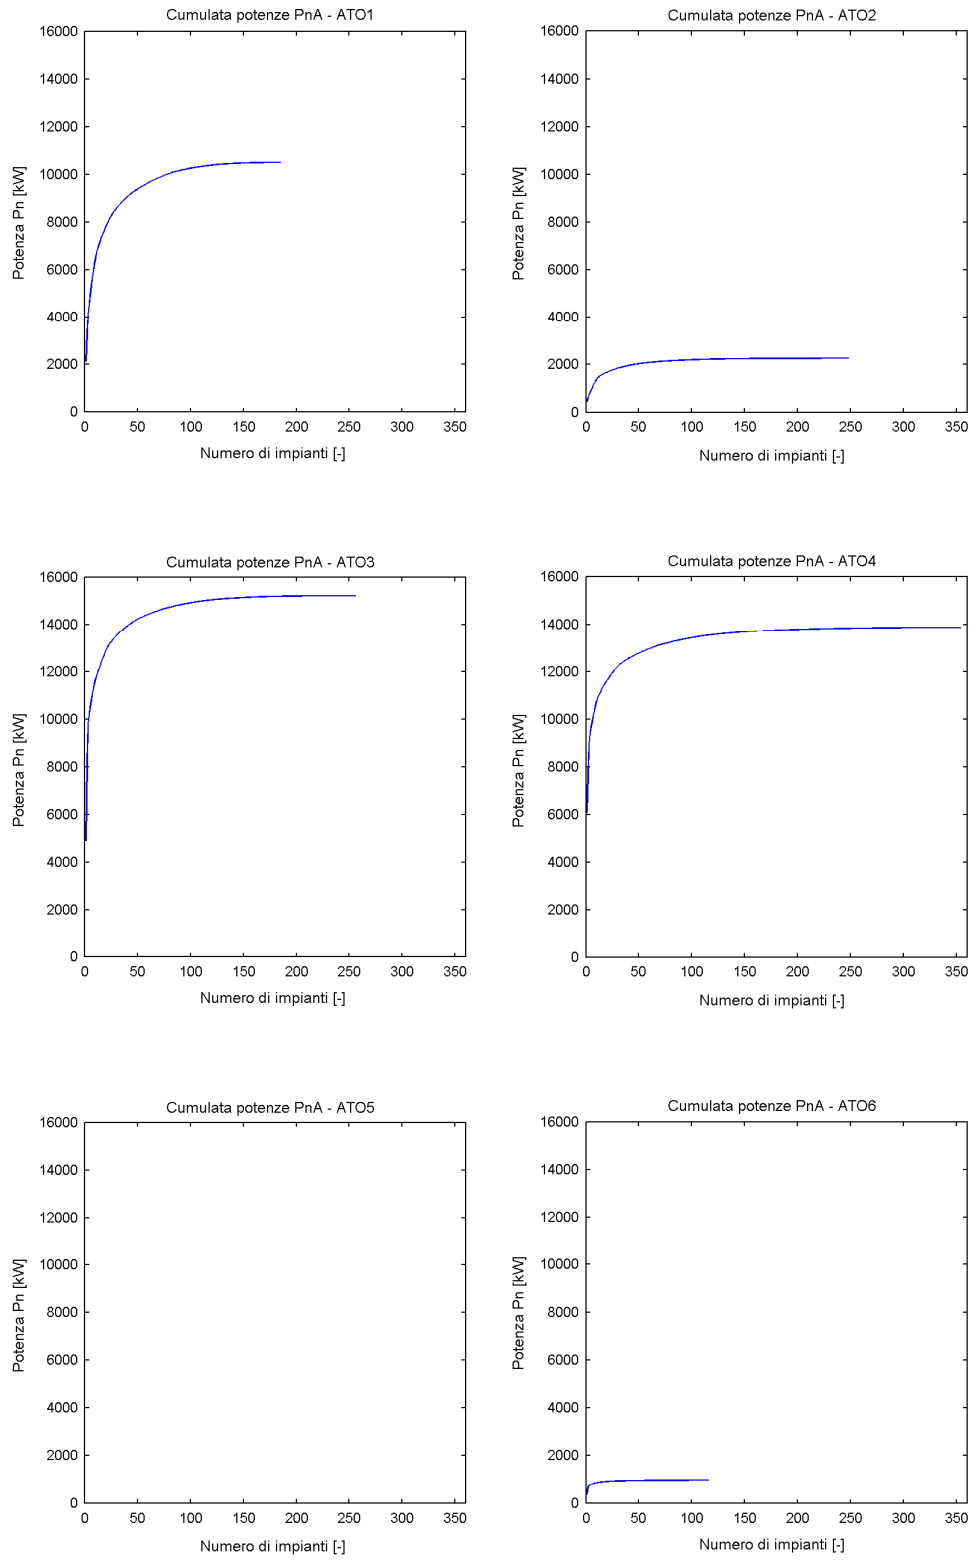 Cumulata potenze PnA - ATO1
16000
14000
12000
10000
8000
6000
4000
2000
0
Potenza Pn [kW]
0 50 100 150 200 250 300 350
Numero di impianti [-]
Cumulata potenze PnA - ATO2
16000
14000
12000
10000
8000
6000
4000
2000
0
Potenza Pn [kW]
0 50 100 150 200 250 300 350
Numero di impianti [-]
Cumulata potenze PnA - ATO3
16000
14000
12000
10000
8000
6000
4000
2000
0
Potenza Pn [kW]
0 50 100 150 200 250 300 350
Numero di impianti [-]
Cumulata potenze PnA - ATO4
16000
14000
12000
10000
8000
6000
4000
2000
0
Potenza Pn [kW]
0 50 100 150 200 250 300 350
Numero di impianti [-]
Cumulata potenze PnA - ATO5
16000
14000
12000
10000
8000
6000
4000
2000
0
Potenza Pn [kW]
0 50 100 150 200 250 300 350
Numero di impianti [-]
Cumulata potenze PnA - ATO6
16000
14000
12000
10000
8000
6000
4000
2000
0
Potenza Pn [kW]
0 50 100 150 200 250 300 350
Numero di impianti [-]